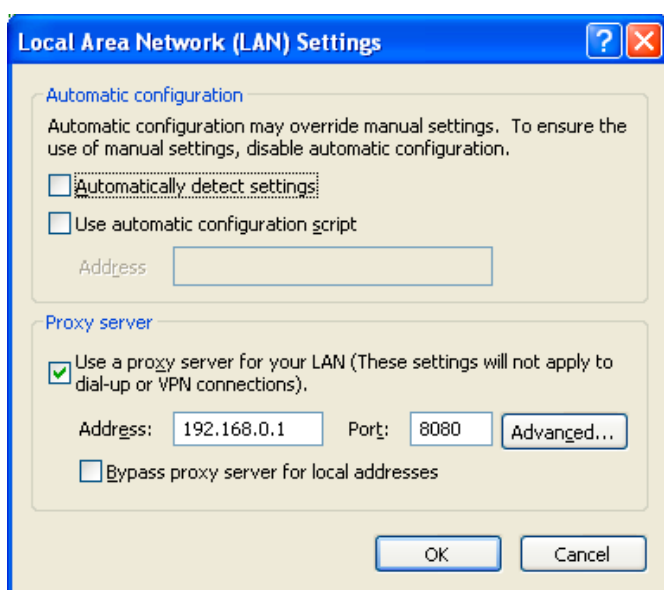 Local Area Network (LAN) Settings
Automatic configuration
Automatic configuration may override manual settings. To ensure the
use of manual settings, disable automatic configuration.
Automatically detect settings
Use automatic configuration script
Address
Proxy server
Use a proxy server for your LAN (These settings will not apply to
dial-up or VPN connections).
Address: 192.168.0.1 Port: 8080 Advanced...
Bypass proxy server for local addresses
OK Cancel